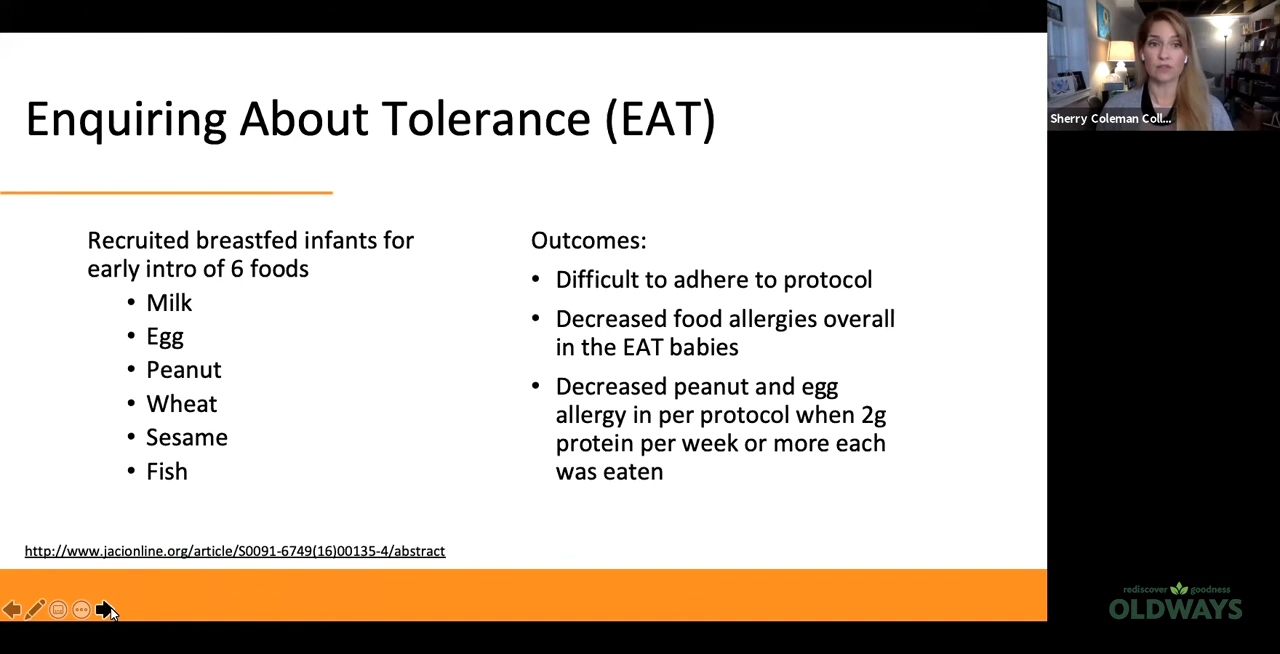 Enquiring About Tolerance (EAT)
Recruited breastfed infants for
early intro of 6 foods
• Milk
• Egg
• Peanut
• Wheat
• Sesame
• Fish
Outcomes:
• Difficult to adhere to protocol
• Decreased food allergies overall
in the EAT babies
• Decreased peanut and egg
allergy in per protocol when 2g
protein per week or more each
was eaten
http://www.jacionline.org/article/S0091-6749(16)00135-4/abstract
Sherry Coleman Coll...
rediscover goodness
OLDWAYS